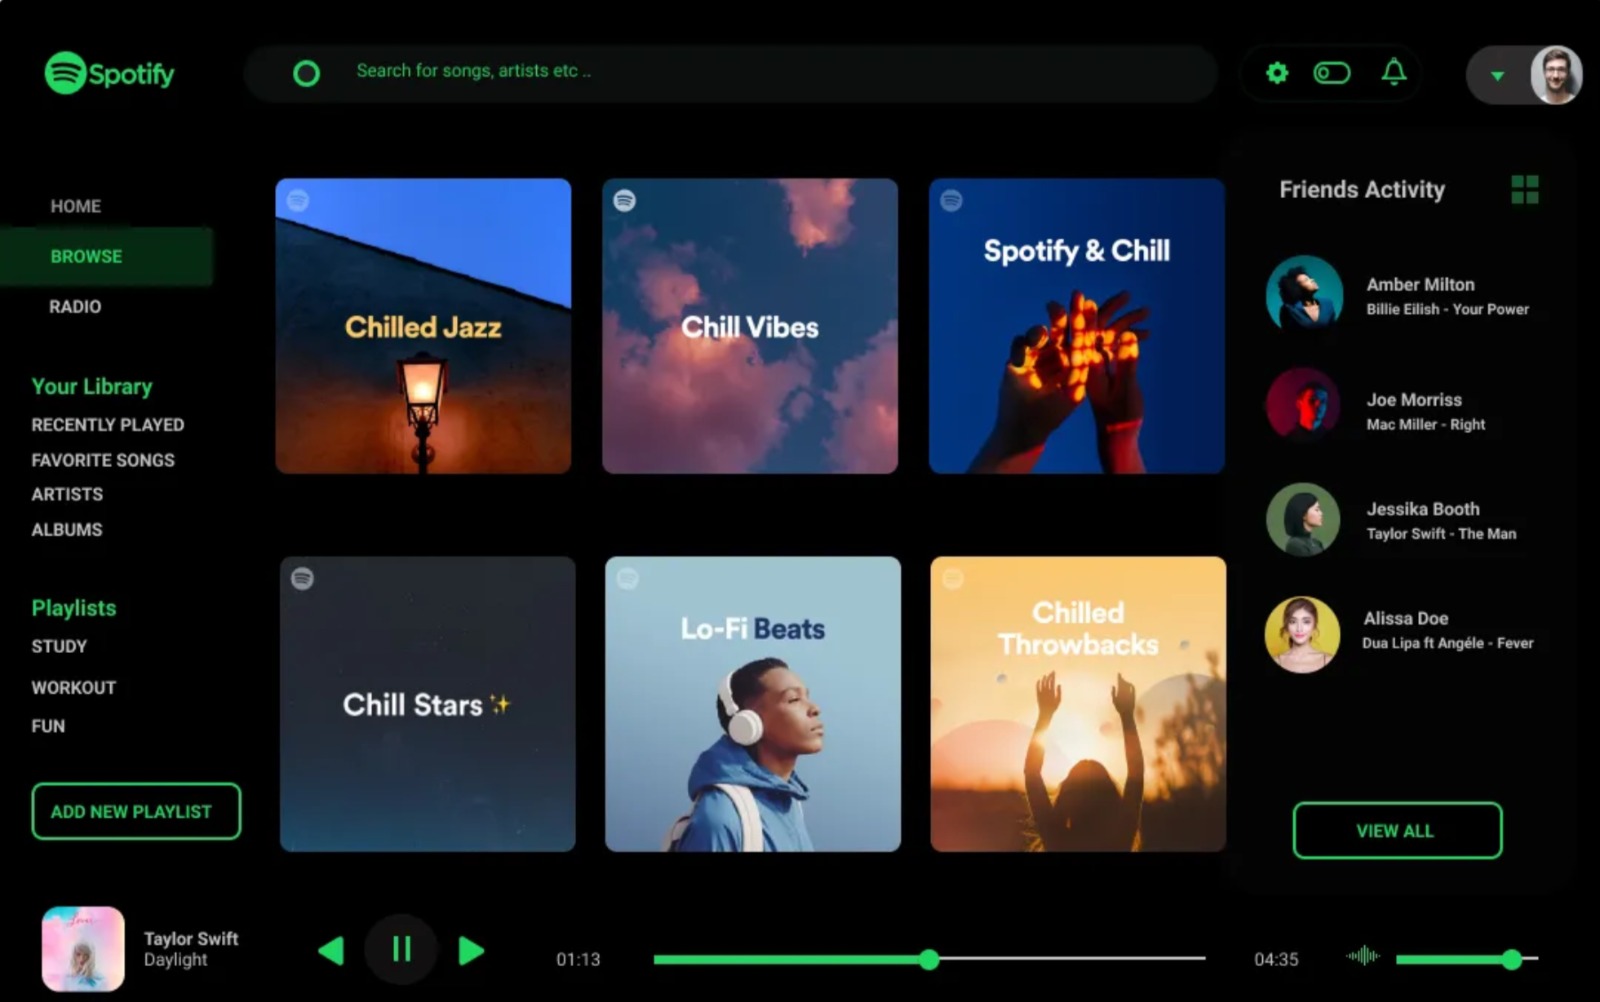 Spotify
Search for songs, artists etc ..
HOME
BROWSE
RADIO
Your Library
RECENTLY PLAYED
FAVORITE SONGS
ARTISTS
ALBUMS
Playlists
STUDY
WORKOUT
FUN
ADD NEW PLAYLIST
Chilled Jazz
Chill Vibes
Spotify & Chill
Chill Stars
Lo-Fi Beats
Chilled
Throwbacks
Friends Activity
Amber Milton
Billie Eilish - Your Power
Joe Morriss
Mac Miller - Right
Jessika Booth
Taylor Swift - The Man
Alissa Doe
Dua Lipa ft Angéle - Fever
VIEW ALL
Lover
Taylor Swift
Daylight
01:13
04:35